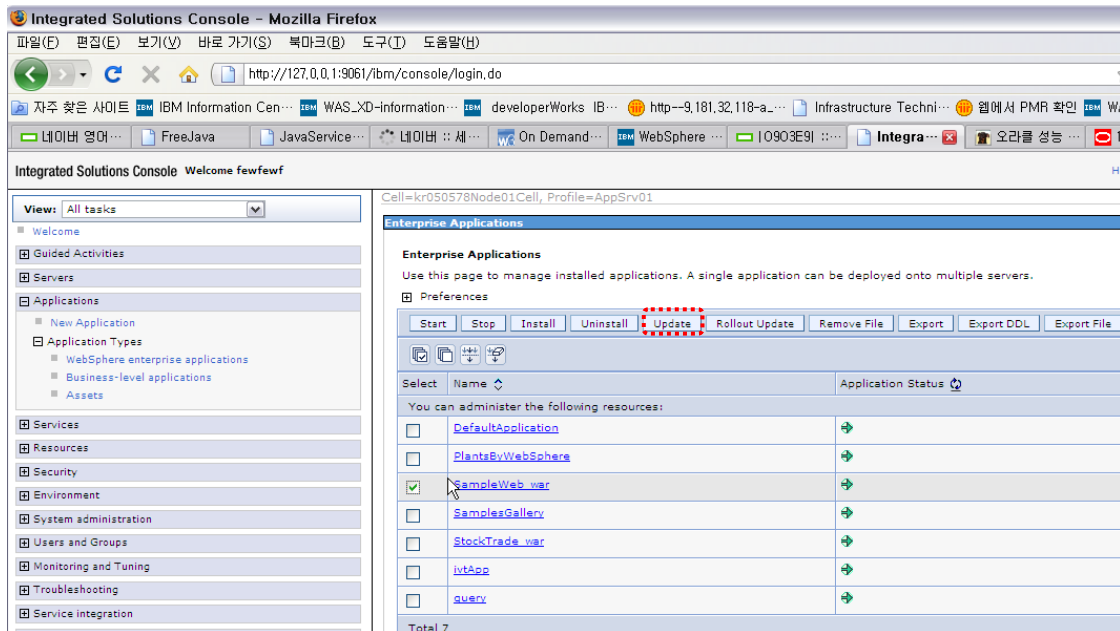 Integrated Solutions Console - Mozilla Firefox
파일(F) 편집(E) 보기(V) 바로 가기(S) 북마크(B) 도구(T) 도움말(H)
http://127.0.0.1:9061/ibm/console/login.do
자주 찾은 사이트 IBM Information Cen··· WAS_XD-information··· developerWorks IB··· http--9.181.32.118-a_··· Infrastructure Techni··· 웹에서 PMR 확인
네이버 영어··· FreeJava JavaService··· 네이버 :: 세··· On Demand··· WebSphere ··· ::··· Integra··· 오라클 성능 ···
Integrated Solutions Console Welcome fewfewf
View: All tasks
Welcome
Guided Activities
Servers
Applications
New Application
Application Types
WebSphere enterprise applications
Business-level applications
Assets
Services
Resources
Security
Environment
System administration
Users and Groups
Monitoring and Tuning
Troubleshooting
Service integration
Cell=kr050578Node01Cell, Profile=AppSrv01
Enterprise Applications
Enterprise Applications
Use this page to manage installed applications. A single application can be deployed onto multiple servers.
Preferences
Start Stop Install Uninstall Update Rollout Update Remove File Export Export DDL Export File
Select Name Application Status
You can administer the following resources:
DefaultApplication
PlantsByWebSphere
SampleWeb_war
SamplesGallery
StockTrade_war
ivtApp
query
Total 7